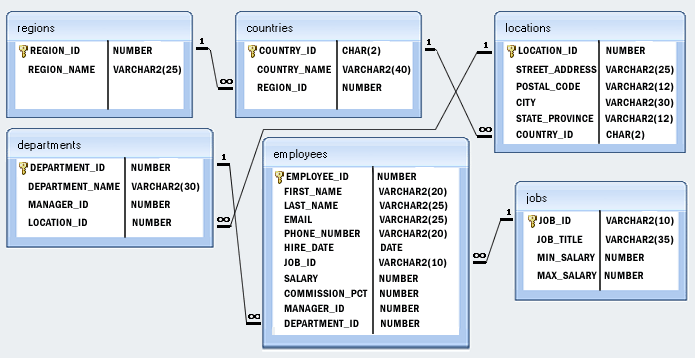 regions
REGION_ID NUMBER
REGION_NAME VARCHAR2(25)
1
∞
countries
COUNTRY_ID CHAR(2)
COUNTRY_NAME VARCHAR2(40)
REGION_ID NUMBER
1
∞
locations
LOCATION_ID NUMBER
STREET_ADDRESS VARCHAR2(25)
POSTAL_CODE VARCHAR2(12)
CITY VARCHAR2(30)
STATE_PROVINCE VARCHAR2(12)
COUNTRY_ID CHAR(2)
1
∞
departments
DEPARTMENT_ID NUMBER
DEPARTMENT_NAME VARCHAR2(30)
MANAGER_ID NUMBER
LOCATION_ID NUMBER
1
∞
employees
EMPLOYEE_ID NUMBER
FIRST_NAME VARCHAR2(20)
LAST_NAME VARCHAR2(25)
EMAIL VARCHAR2(25)
PHONE_NUMBER VARCHAR2(20)
HIRE_DATE DATE
JOB_ID VARCHAR2(10)
SALARY NUMBER
COMMISSION_PCT NUMBER
MANAGER_ID NUMBER
DEPARTMENT_ID NUMBER
∞
1
jobs
JOB_ID VARCHAR2(10)
JOB_TITLE VARCHAR2(35)
MIN_SALARY NUMBER
MAX_SALARY NUMBER